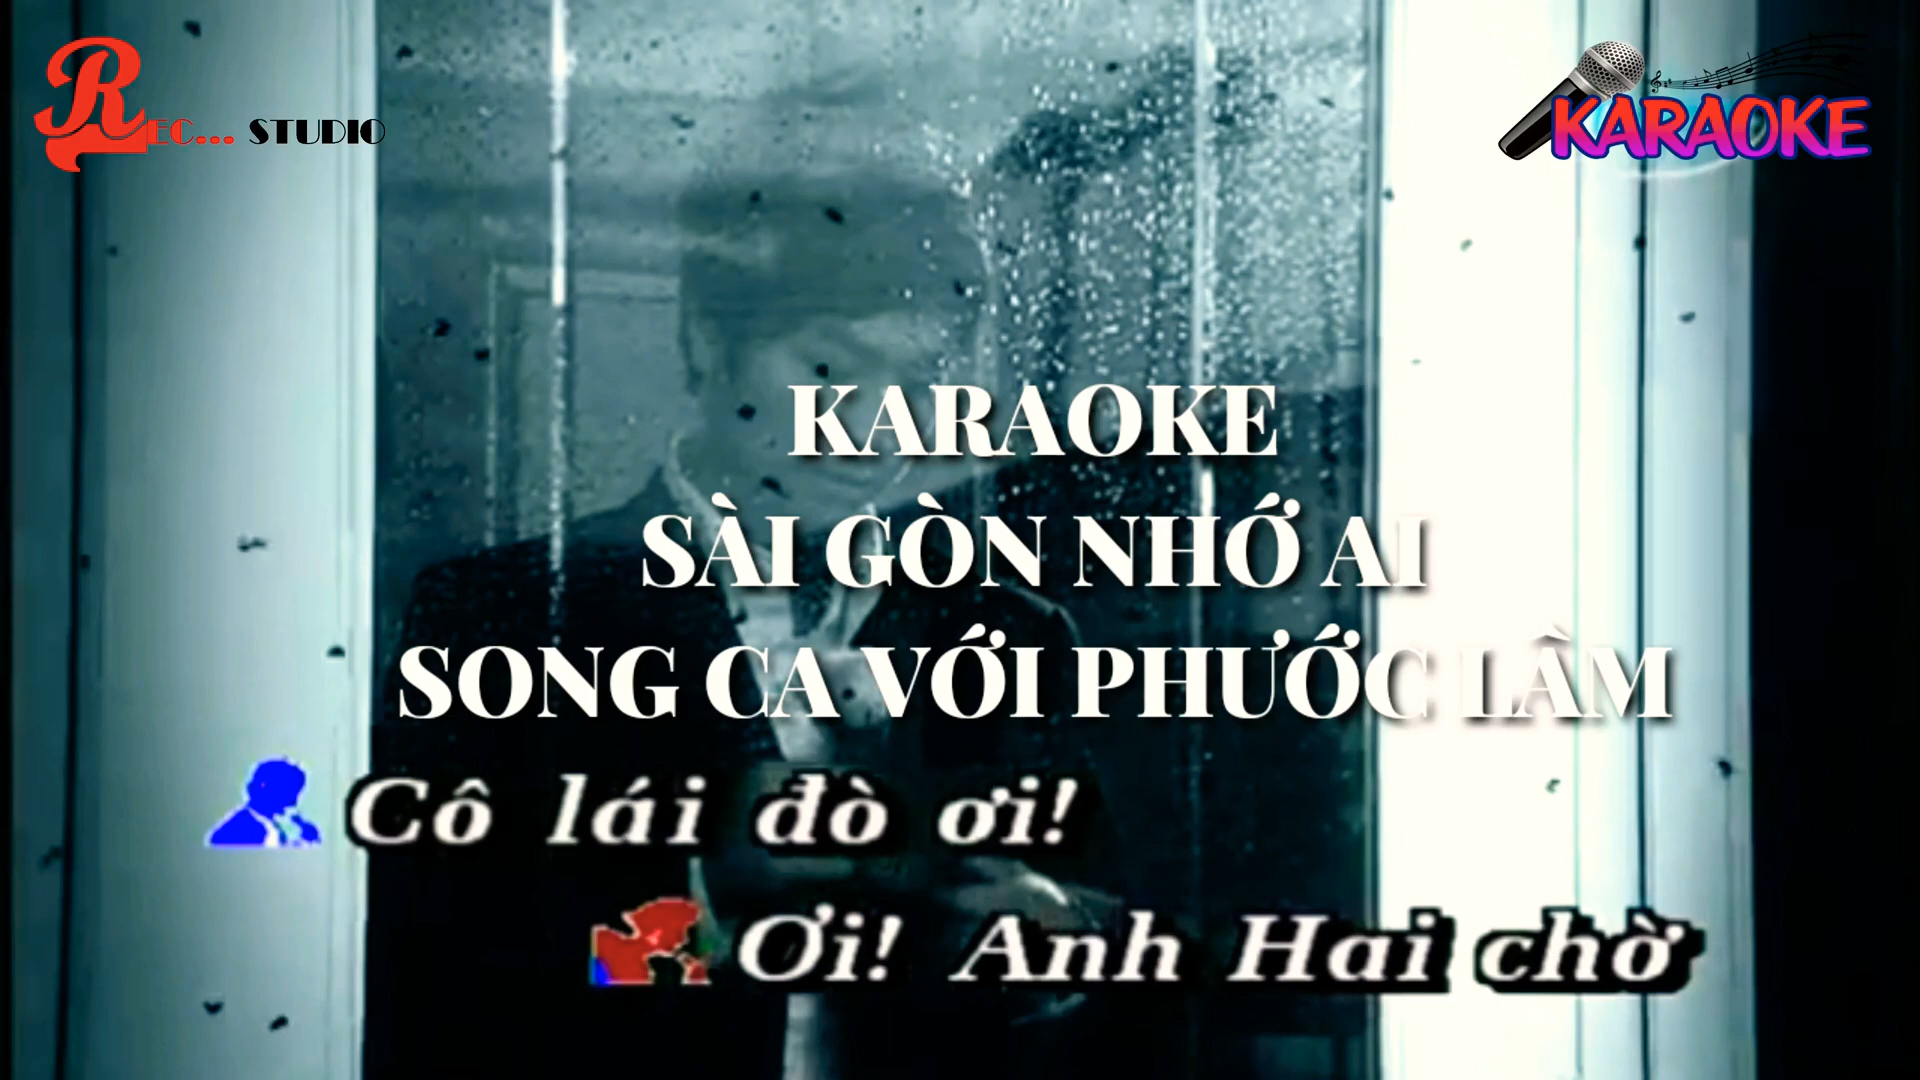 REC... STUDIO
KARAOKE
KARAOKE
SÀI GÒN NHỚ AI
SONG CA VỚI PHƯỚC LÀM
Cô lái đò ơi!
Ơi! Anh Hai chờ